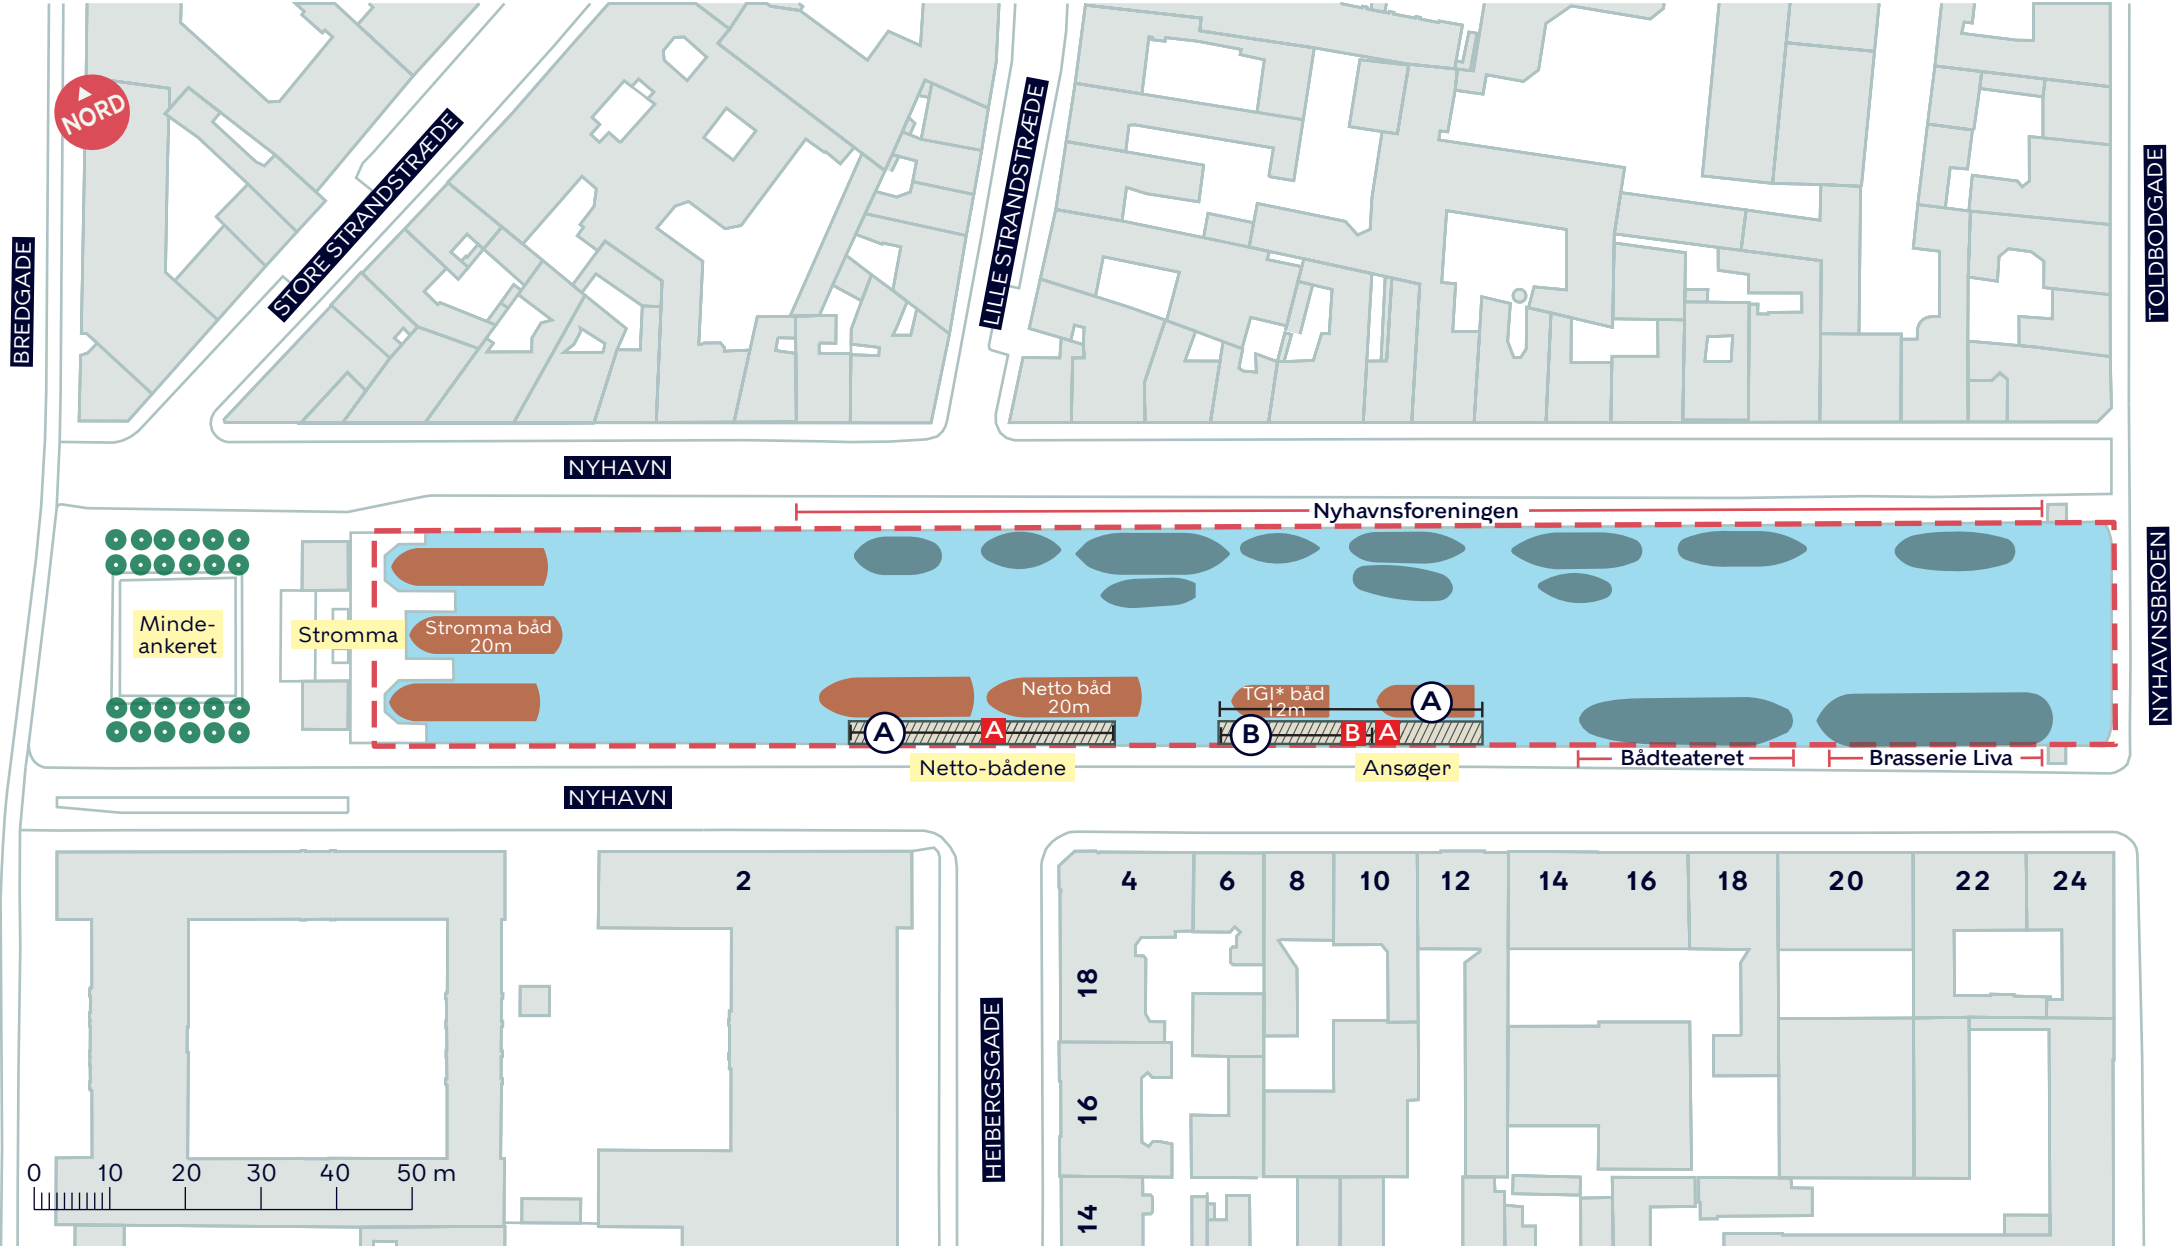 NORD
BREDGADE
STORE STRANDSTRÆDE
LILLE STRANDSTRÆDE
TOLDBODGADE
NYHAVN
Nyhavnsforeningen
NYHAVNSBROEN
Minde-
ankeret
Stromma
Stromma båd
20m
Netto båd
20m
TGI* båd
12m
A
A
A
B
B
A
Netto-bådene
Ansøger
Bådteateret
Brasserie Liva
NYHAVN
2
4
6
8
10
12
14
16
18
20
22
24
18
16
14
HEIBERGSGADE
0 10 20 30 40 50 m